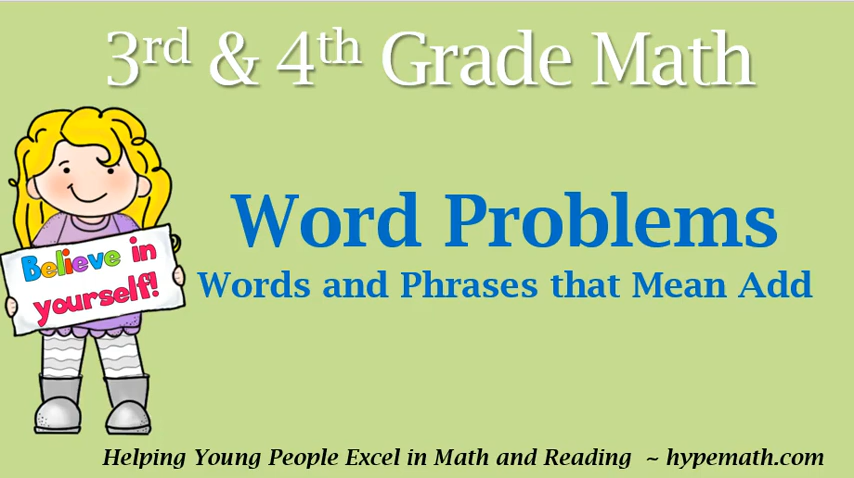 3rd & 4th Grade Math
Word Problems
Words and Phrases that Mean Add
Believe in
yourself!
Helping Young People Excel in Math and Reading ~ hypemath.com